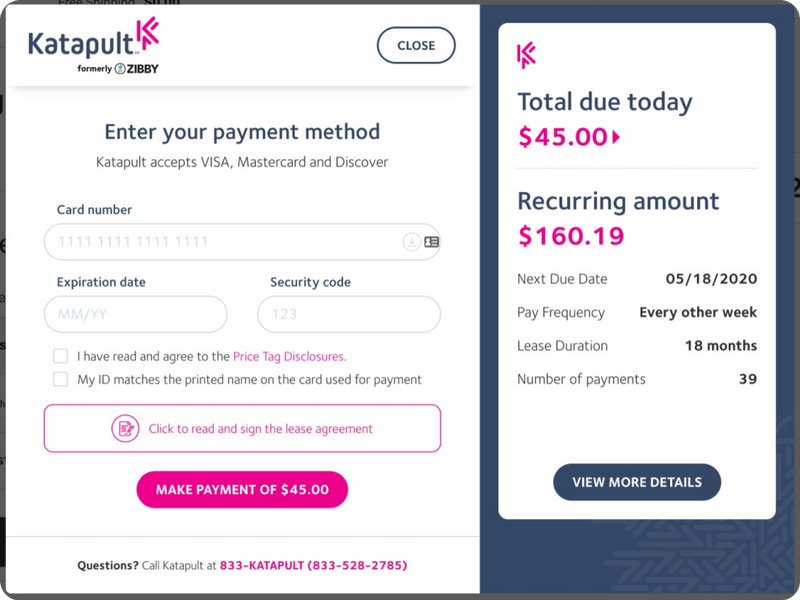 Free Shipping $0.00
Katapult
formerly ZIBBY
CLOSE
Enter your payment method
Katapult accepts VISA, Mastercard and Discover
Card number
1111 1111 1111 1111
Expiration date
Security code
MM/YY
123
I have read and agree to the Price Tag Disclosures.
My ID matches the printed name on the card used for payment
Click to read and sign the lease agreement
MAKE PAYMENT OF $45.00
Questions? Call Katapult at 833-KATAPULT (833-528-2785)
Total due today
$45.00
Recurring amount
$160.19
Next Due Date 05/18/2020
Pay Frequency Every other week
Lease Duration 18 months
Number of payments 39
VIEW MORE DETAILS